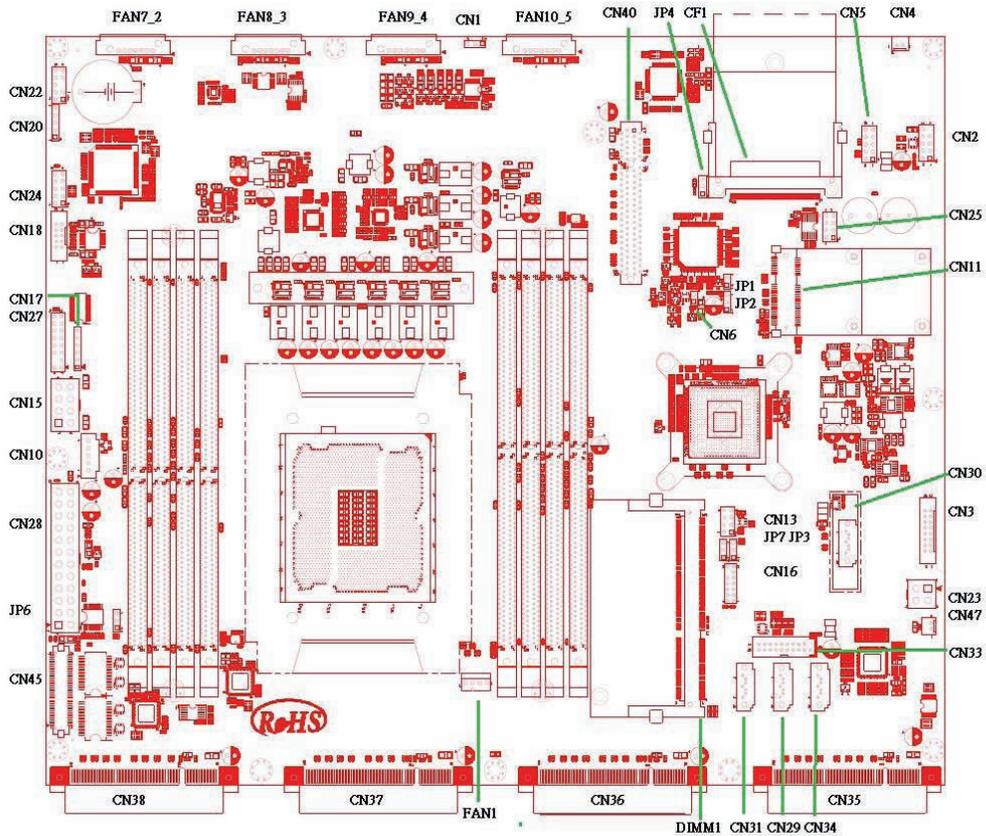 FAN7_2 FAN8_3 FAN9_4 CN1 FAN10_5 CN40 JP4 CF1 CN5 CN4
CN22
CN20
CN2
CN24
CN18
CN25
CN11
CN17
CN27
JP1
JP2
CN6
CN15
CN10
CN30
CN28
CN3
CN13
JP7 JP3
CN16
JP6
CN23
CN47
CN33
CN45
RoHS
CN38 CN37 CN36 CN35
FAN1
DIMM1 CN31 CN29 CN34